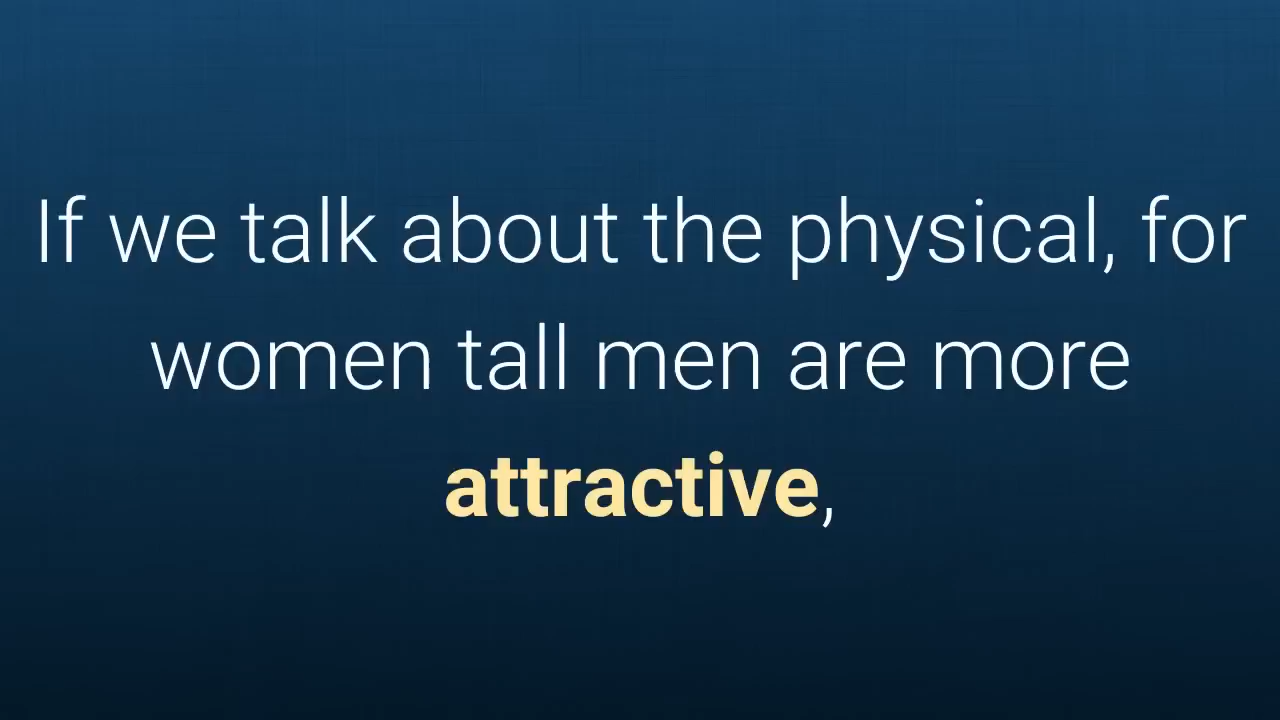 If we talk about the physical, for
women tall men are more
attractive,